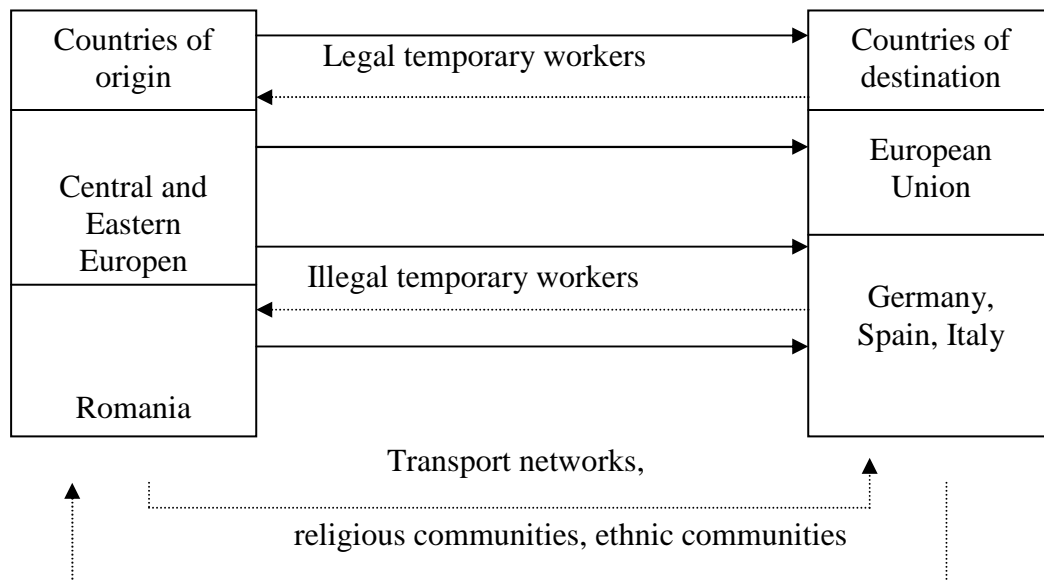 Countries of
origin
Legal temporary workers
Countries of
destination
Central and
Eastern
Europen
European
Union
Illegal temporary workers
Germany,
Spain, Italy
Romania
Transport networks,
religious communities, ethnic communities